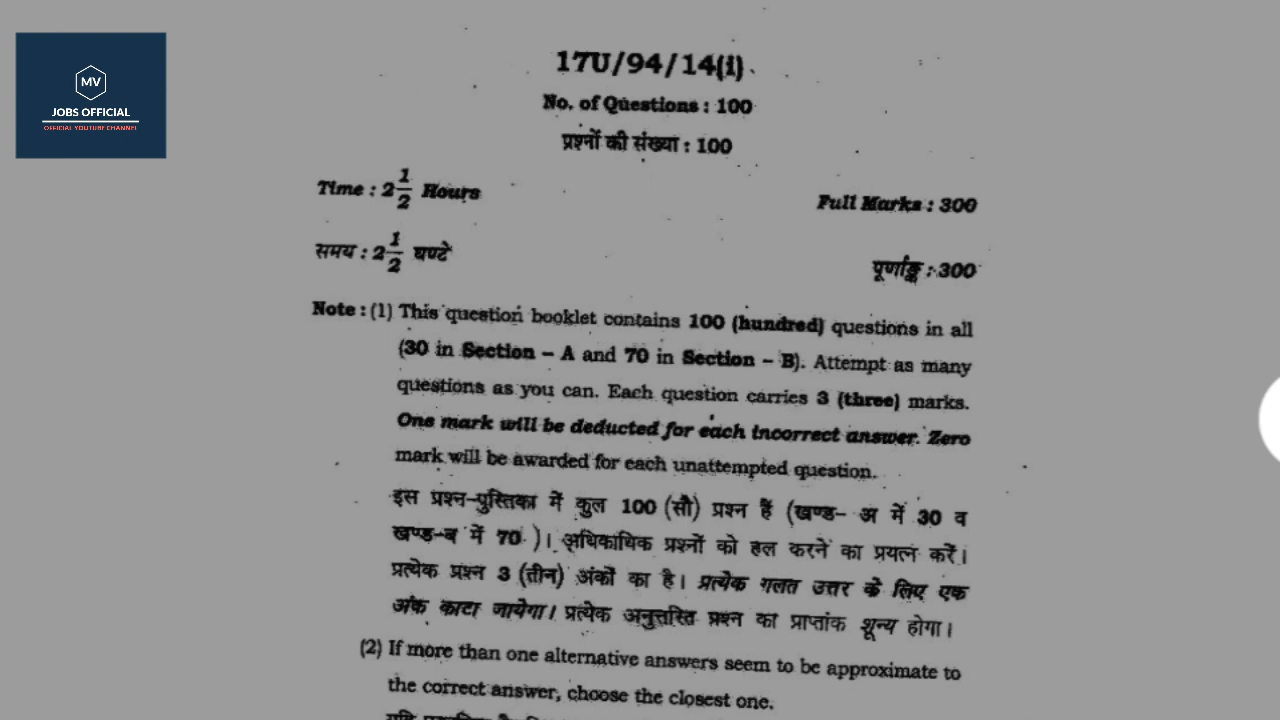 MV
JOBS OFFICIAL
OFFICIAL YOUTUBE CHANNEL
17U/94/14(i)
No. of Questions : 100
प्रश्नों की संख्या : 100
Time : 2 1/2 Hours
Full Marks : 300
समय : 2 1/2 घण्टे
पूर्णाङ्क : 300
Note : (1) This question booklet contains 100 (hundred) questions in all
(30 in Section – A and 70 in Section – B). Attempt as many
questions as you can. Each question carries 3 (three) marks.
One mark will be deducted for each incorrect answer. Zero
mark will be awarded for each unattempted question.
इस प्रश्न-पुस्तिका में कुल 100 (सौ) प्रश्न हैं (खण्ड- अ में 30 व
खण्ड-ब में 70 )। अधिकाधिक प्रश्नों को हल करने का प्रयत्न करें।
प्रत्येक प्रश्न 3 (तीन) अंकों का है। प्रत्येक गलत उत्तर के लिए एक
अंक काटा जायेगा। प्रत्येक अनुत्तरित प्रश्न का प्राप्तांक शून्य होगा।
(2) If more than one alternative answers seem to be approximate to
the correct answer, choose the closest one.